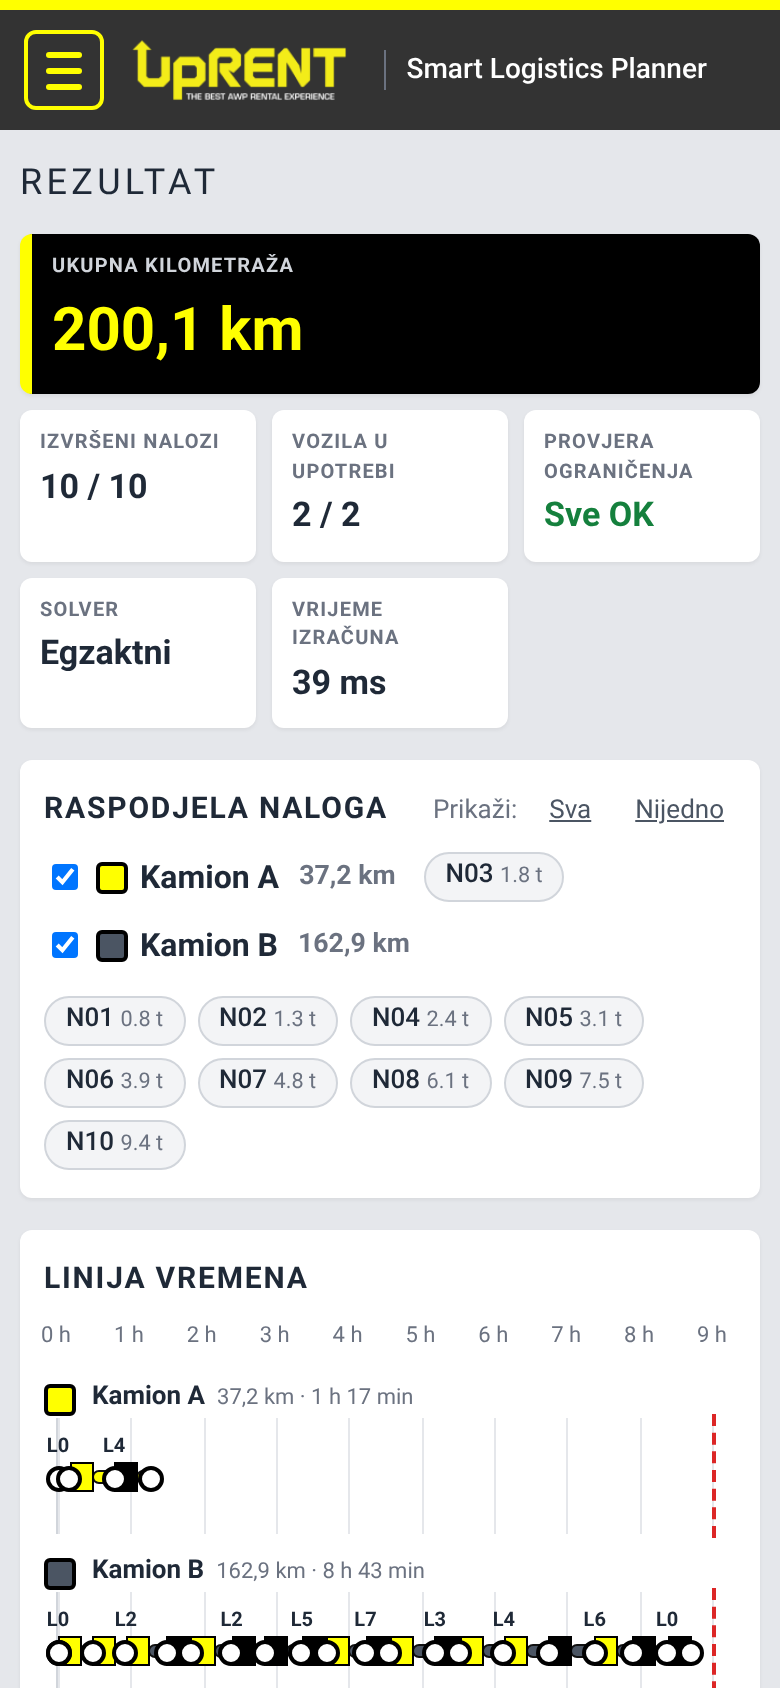 UpRENT
THE BEST AWP RENTAL EXPERIENCE
Smart Logistics Planner
REZULTAT
UKUPNA KILOMETRAŽA
200,1 km
IZVRŠENI NALOZI
10 / 10
VOZILA U
UPOTREBI
2 / 2
PROVJERA
OGRANIČENJA
Sve OK
SOLVER
Egzaktni
VRIJEME
IZRAČUNA
39 ms
RASPODJELA NALOGA Prikaži: Sva Nijedno
Kamion A 37,2 km N03 1.8 t
Kamion B 162,9 km
N01 0.8 t N02 1.3 t N04 2.4 t N05 3.1 t
N06 3.9 t N07 4.8 t N08 6.1 t N09 7.5 t
N10 9.4 t
LINIJA VREMENA
0 h 1 h 2 h 3 h 4 h 5 h 6 h 7 h 8 h 9 h
Kamion A 37,2 km · 1 h 17 min
L0 L4
Kamion B 162,9 km · 8 h 43 min
L0 L2 L2 L5 L7 L3 L4 L6 L0